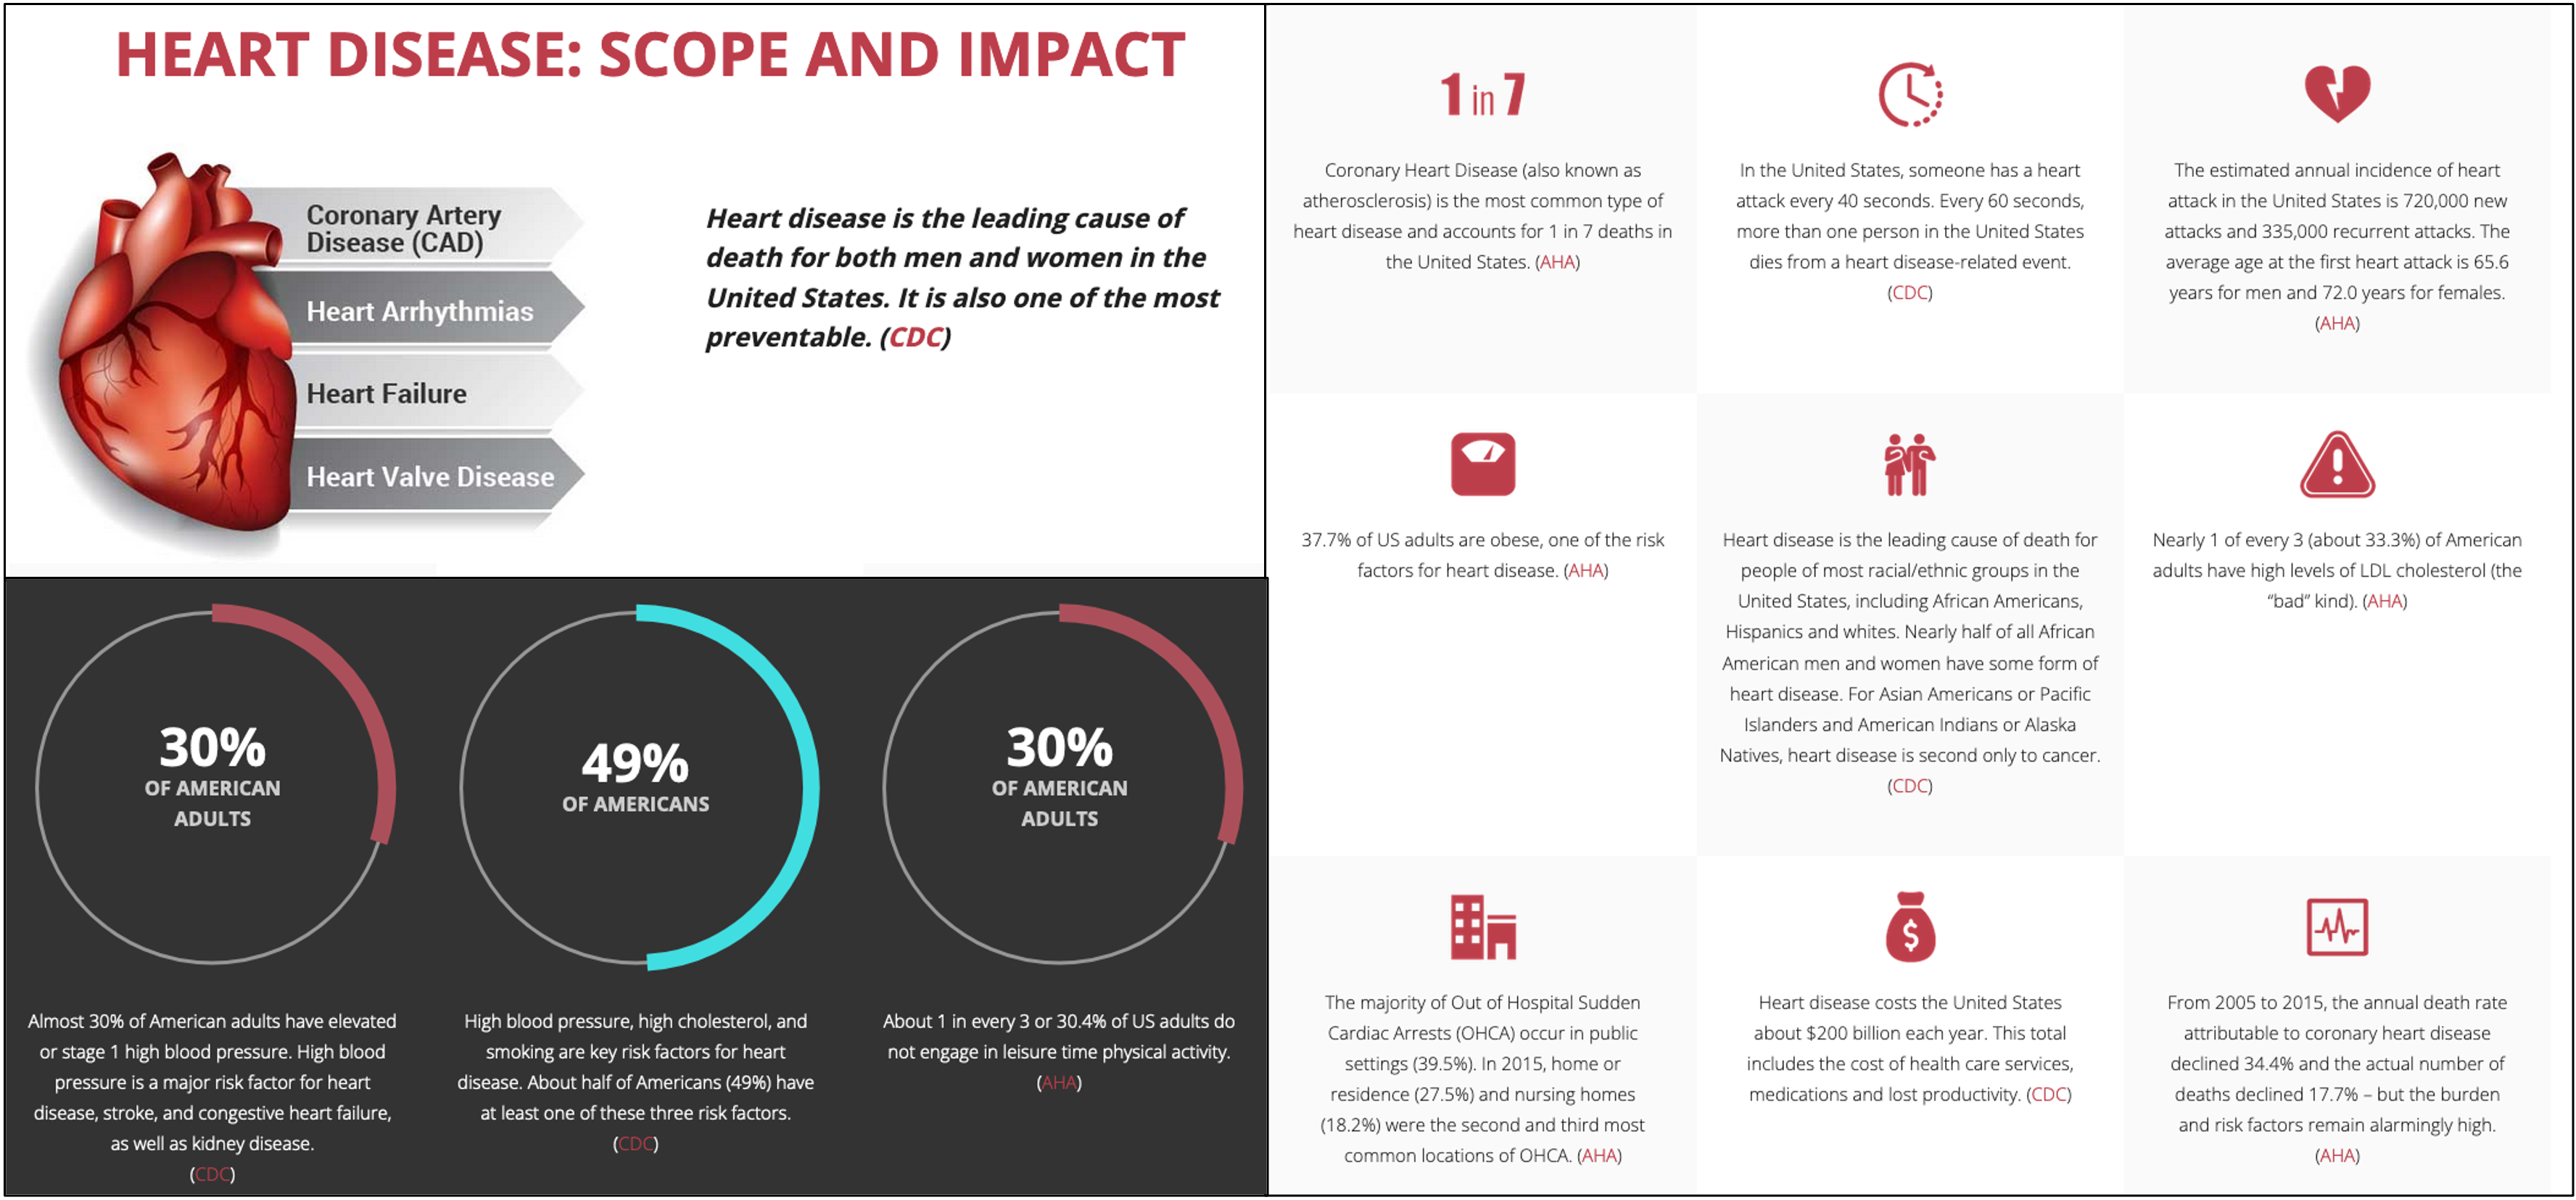 HEART DISEASE: SCOPE AND IMPACT
Coronary Artery
Disease (CAD)
Heart Arrhythmias
Heart Failure
Heart Valve Disease
Heart disease is the leading cause of
death for both men and women in the
United States. It is also one of the most
preventable. (CDC)
30%
OF AMERICAN
ADULTS
Almost 30% of American adults have elevated
or stage 1 high blood pressure. High blood
pressure is a major risk factor for heart
disease, stroke, and congestive heart failure,
as well as kidney disease.
(CDC)
49%
OF AMERICANS
High blood pressure, high cholesterol, and
smoking are key risk factors for heart
disease. About half of Americans (49%) have
at least one of these three risk factors.
(CDC)
30%
OF AMERICAN
ADULTS
About 1 in every 3 or 30.4% of US adults do
not engage in leisure time physical activity.
(AHA)
1 in 7
Coronary Heart Disease (also known as
atherosclerosis) is the most common type of
heart disease and accounts for 1 in 7 deaths in
the United States. (AHA)
In the United States, someone has a heart
attack every 40 seconds. Every 60 seconds,
more than one person in the United States
dies from a heart disease-related event.
(CDC)
The estimated annual incidence of heart
attack in the United States is 720,000 new
attacks and 335,000 recurrent attacks. The
average age at the first heart attack is 65.6
years for men and 72.0 years for females.
(AHA)
37.7% of US adults are obese, one of the risk
factors for heart disease. (AHA)
Heart disease is the leading cause of death for
people of most racial/ethnic groups in the
United States, including African Americans,
Hispanics and whites. Nearly half of all African
American men and women have some form of
heart disease. For Asian Americans or Pacific
Islanders and American Indians or Alaska
Natives, heart disease is second only to cancer.
(CDC)
Nearly 1 of every 3 (about 33.3%) of American
adults have high levels of LDL cholesterol (the
“bad” kind). (AHA)
The majority of Out of Hospital Sudden
Cardiac Arrests (OHCA) occur in public
settings (39.5%). In 2015, home or
residence (27.5%) and nursing homes
(18.2%) were the second and third most
common locations of OHCA. (AHA)
$
Heart disease costs the United States
about $200 billion each year. This total
includes the cost of health care services,
medications and lost productivity. (CDC)
From 2005 to 2015, the annual death rate
attributable to coronary heart disease
declined 34.4% and the actual number of
deaths declined 17.7% – but the burden
and risk factors remain alarmingly high.
(AHA)